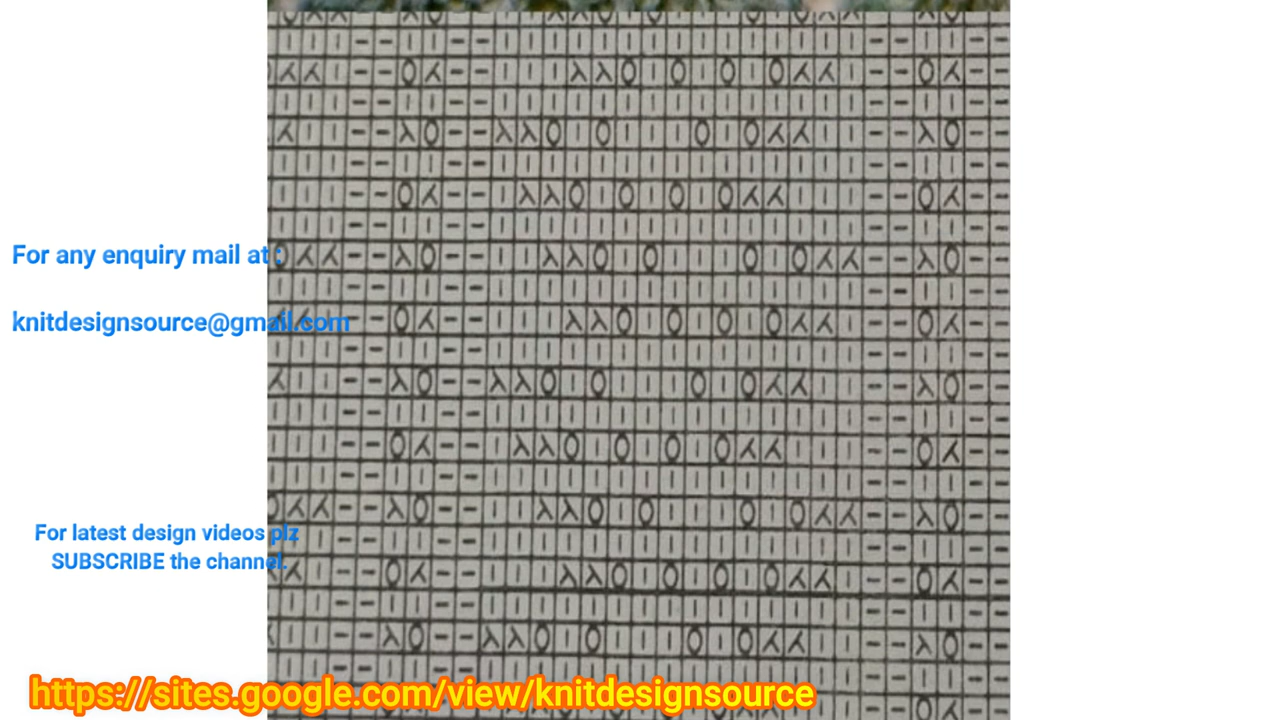 For any enquiry mail at :
knitdesignsource@gmail.com
For latest design videos plz
SUBSCRIBE the channel.
https://sites.google.com/view/knitdesignsource